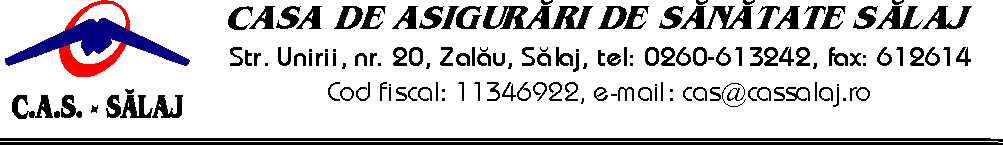 CASA DE ASIGURĂRI DE SĂNĂTATE SĂLAJ
Str. Unirii, nr. 20, Zalău, Sălaj, tel: 0260-613242, fax: 612614
Cod fiscal: 11346922, e-mail: cas@cassalaj.ro
C.A.S. - SĂLAJ